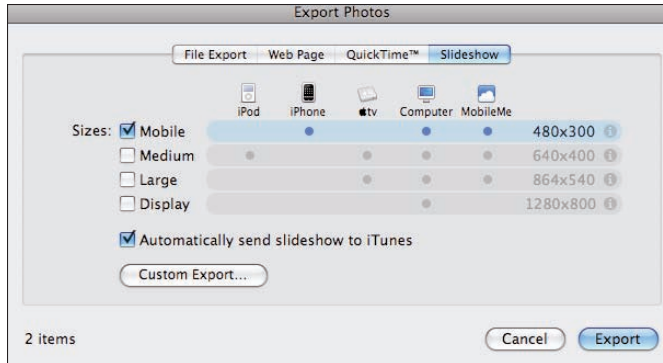 Export Photos
File Export Web Page QuickTime™ Slideshow
iPod iPhone tv Computer MobileMe
Sizes: Mobile 480x300
Medium 640x400
Large 864x540
Display 1280x800
Automatically send slideshow to iTunes
Custom Export...
2 items Cancel Export